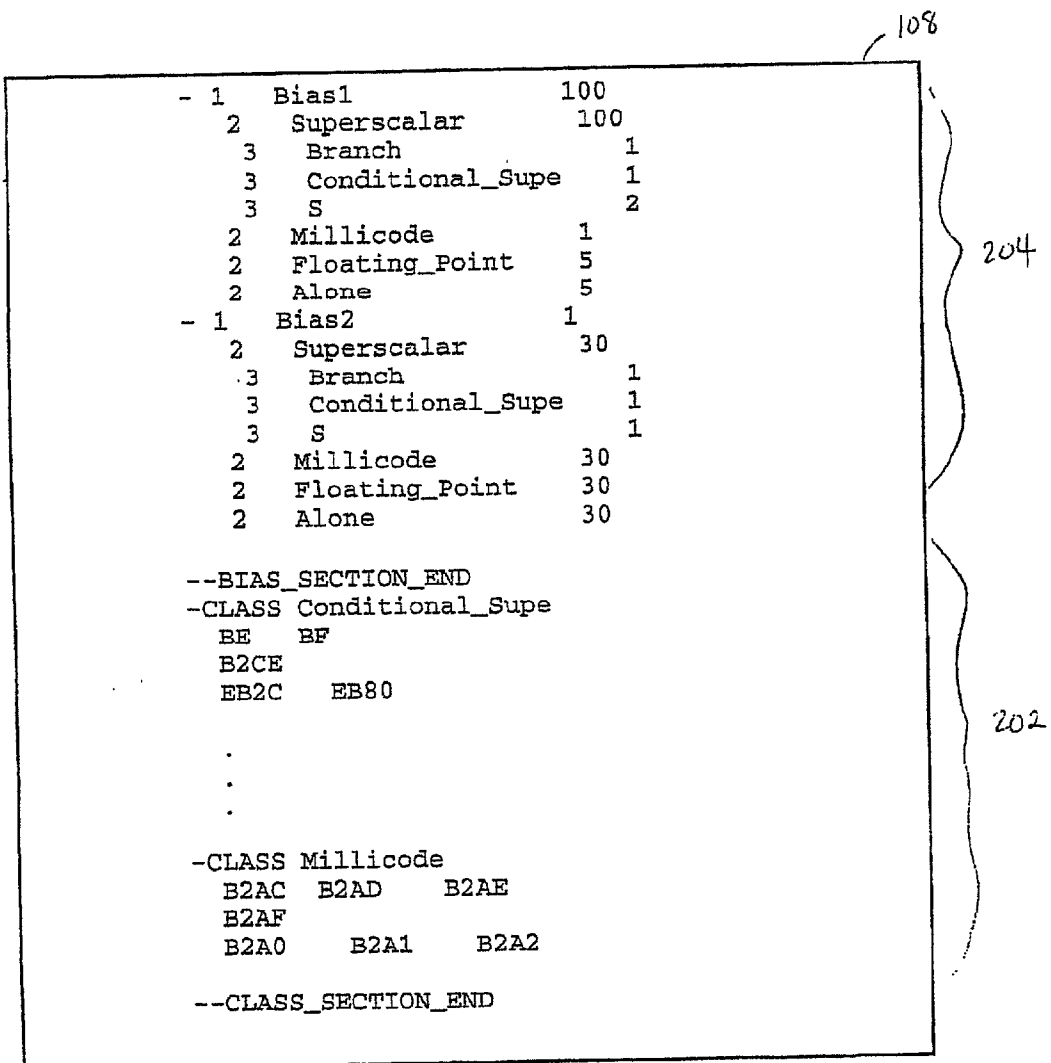 108
- 1 Bias1 100
2 Superscalar 100
3 Branch 1
3 Conditional_Supe 1
3 S 2
2 Millicode 1
2 Floating_Point 5
2 Alone 5
- 1 Bias2 1
2 Superscalar 30
3 Branch 1
3 Conditional_Supe 1
3 S 1
2 Millicode 30
2 Floating_Point 30
2 Alone 30
204
--BIAS_SECTION_END
-CLASS Conditional_Supe
BE BF
B2CE
EB2C EB80
.
.
.
202
-CLASS Millicode
B2AC B2AD B2AE
B2AF
B2A0 B2A1 B2A2
--CLASS_SECTION_END